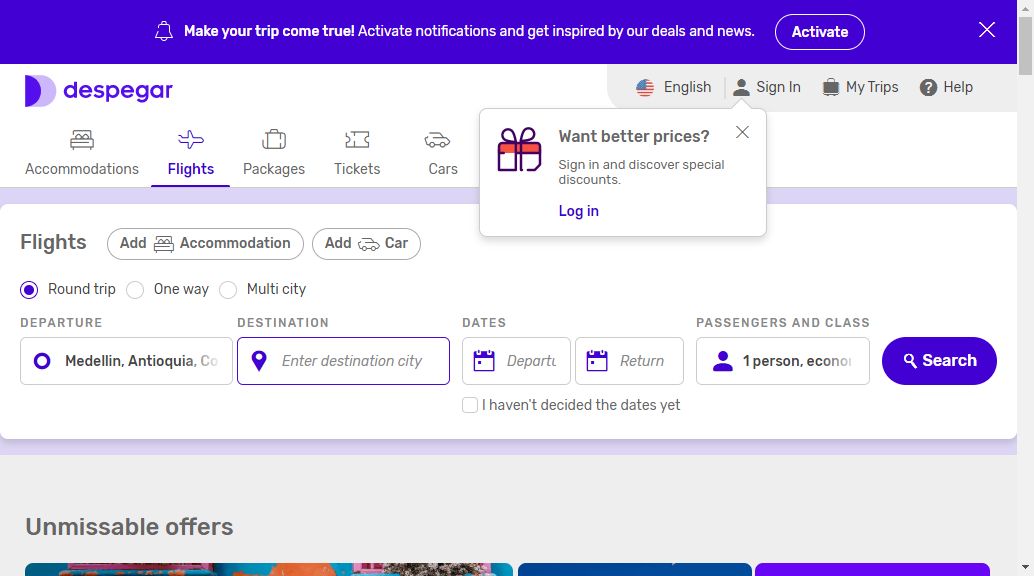 Make your trip come true! Activate notifications and get inspired by our deals and news.
Activate
despegar
English
Sign In
My Trips
? Help
Accommodations
Flights
Packages
Tickets
Cars
Want better prices?
Sign in and discover special
discounts.
Log in
Flights
Add Accommodation
Add Car
Round trip
One way
Multi city
DEPARTURE
DESTINATION
DATES
PASSENGERS AND CLASS
Medellin, Antioquia, Co
Enter destination city
Departu
Return
1 person, econo
Search
I haven't decided the dates yet
Unmissable offers